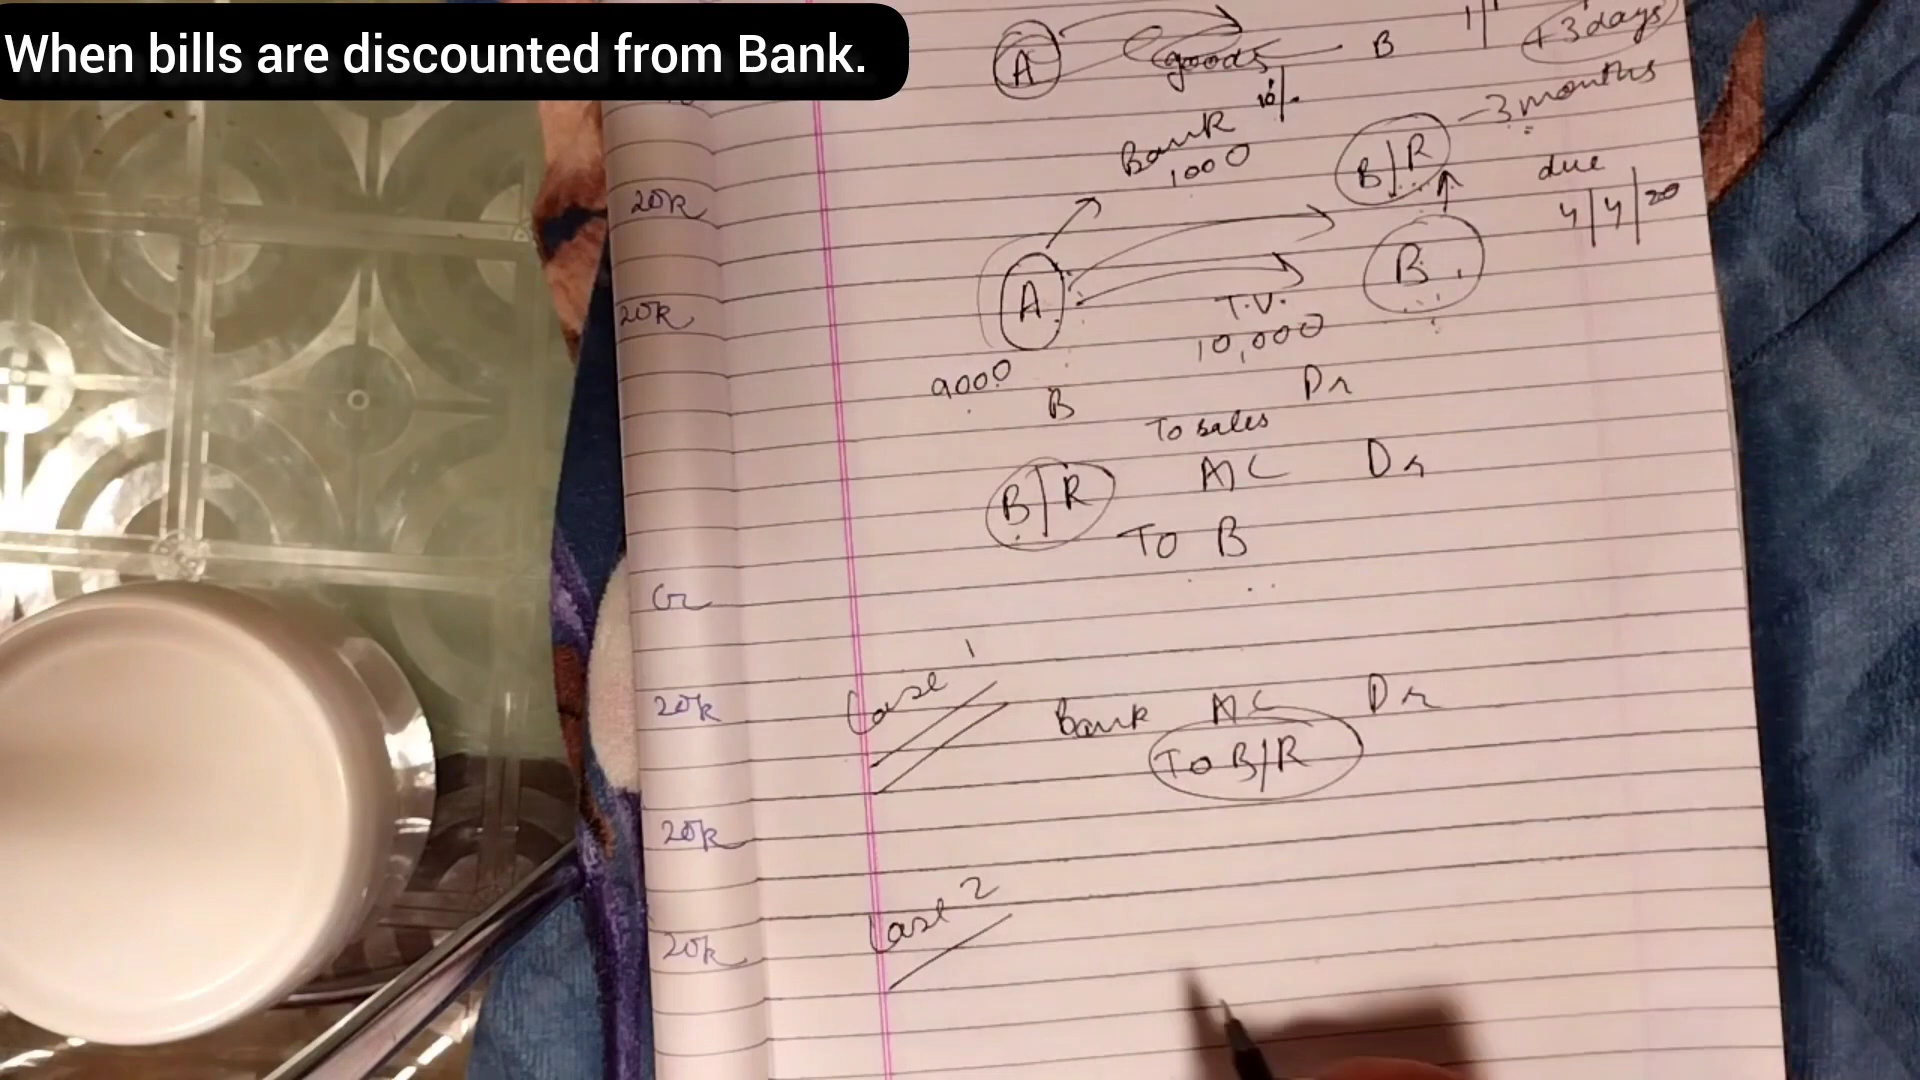 When bills are discounted from Bank.
A goods B
+3 days
10%
3 months
Bank
1000
B/R
due
4/4/20
20k
A
B
T.V.
10,000
20k
9000
B Dr
To sales
B/R A/C Dr
To B
Cr
Case 1
20k
Bank A/C Dr
To B/R
20k
Case 2
20k